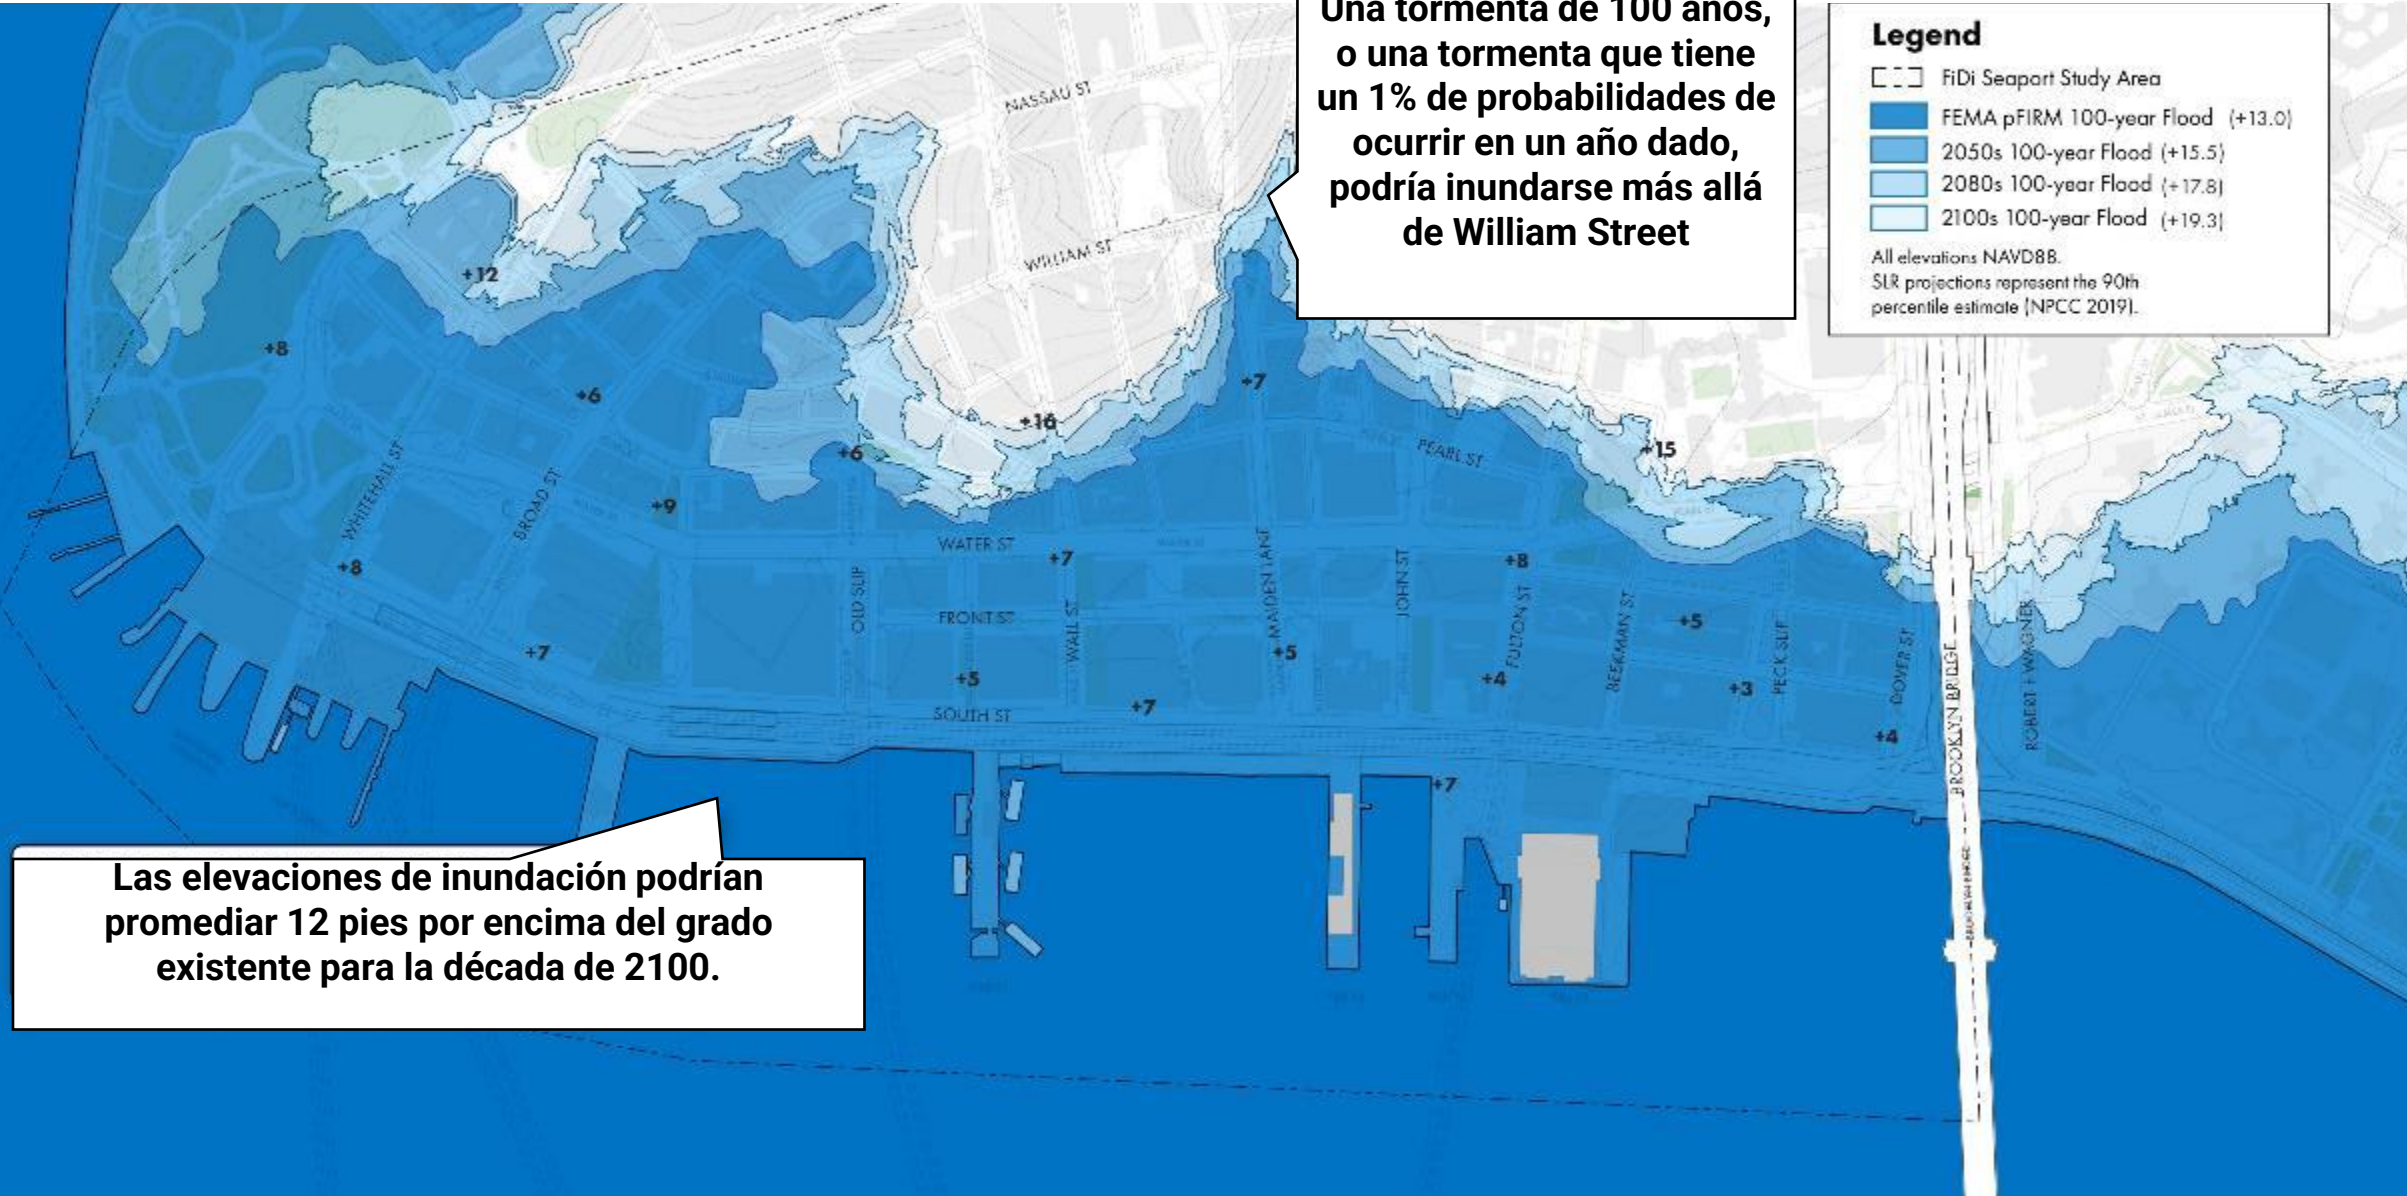 Una tormenta de 100 años,
o una tormenta que tiene
un 1% de probabilidades de
ocurrir en un año dado,
podría inundarse más allá
de William Street
Legend
FiDi Seaport Study Area
FEMA pFIRM 100-year Flood (+13.0)
2050s 100-year Flood (+15.5)
2080s 100-year Flood (+17.8)
2100s 100-year Flood (+19.3)
All elevations NAVD88.
SLR projections represent the 90th
percentile estimate (NPCC 2019).
NASSAU ST
WILLIAM ST
+12
+8
+6
+7
+16
+6
+15
PEARL ST
WHITEHALL ST
BROAD ST
+9
WATER ST
+7
+8
+8
OLD SLIP
FRONT ST
WALL ST
MAIDEN LANE
JOHN ST
FULTON ST
BEEKMAN ST
+5
PECK SLIP
DOVER ST
BROOKLYN BRIDGE
ROBERT F WAGNER
+7
+5
+5
+4
+3
SOUTH ST
+7
+4
+7
Las elevaciones de inundación podrían
promediar 12 pies por encima del grado
existente para la década de 2100.